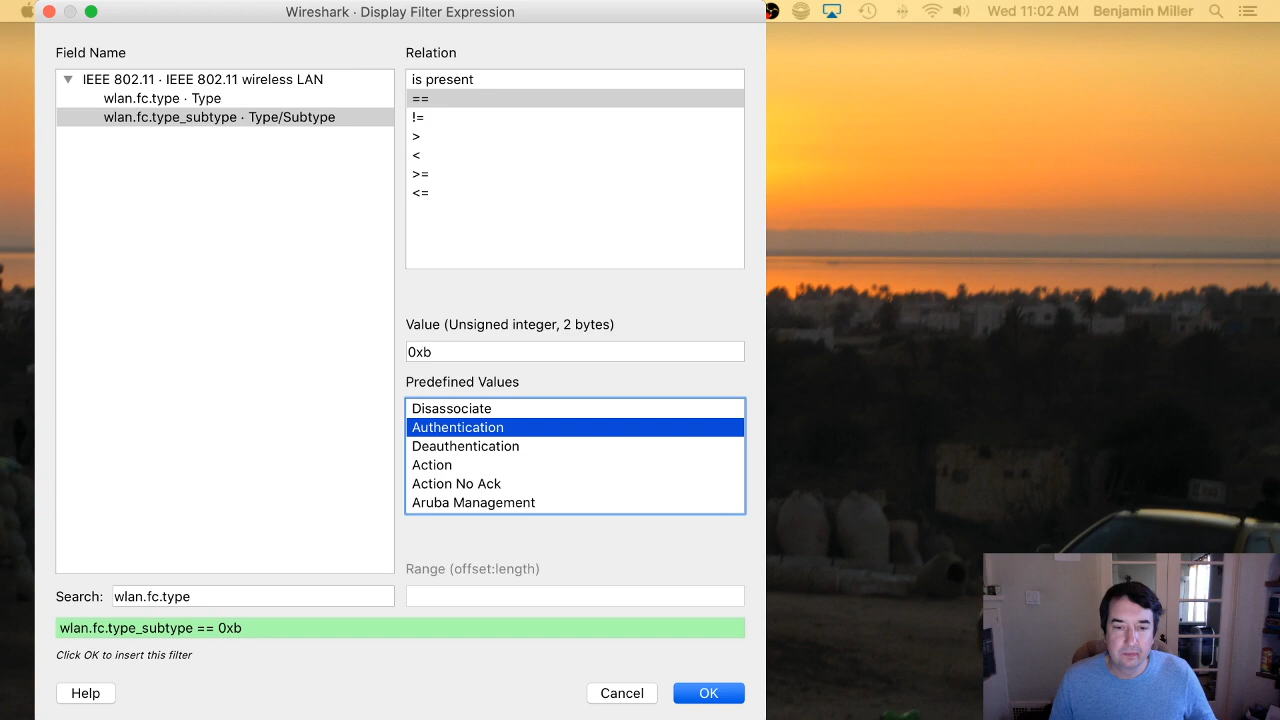 Wireshark · Display Filter Expression
Wed 11:02 AM Benjamin Miller
Field Name
IEEE 802.11 · IEEE 802.11 wireless LAN
wlan.fc.type · Type
wlan.fc.type_subtype · Type/Subtype
Relation
is present
==
!=
>
<
>=
<=
Value (Unsigned integer, 2 bytes)
0xb
Predefined Values
Disassociate
Authentication
Deauthentication
Action
Action No Ack
Aruba Management
Range (offset:length)
Search: wlan.fc.type
wlan.fc.type_subtype == 0xb
Click OK to insert this filter
Help
Cancel
OK